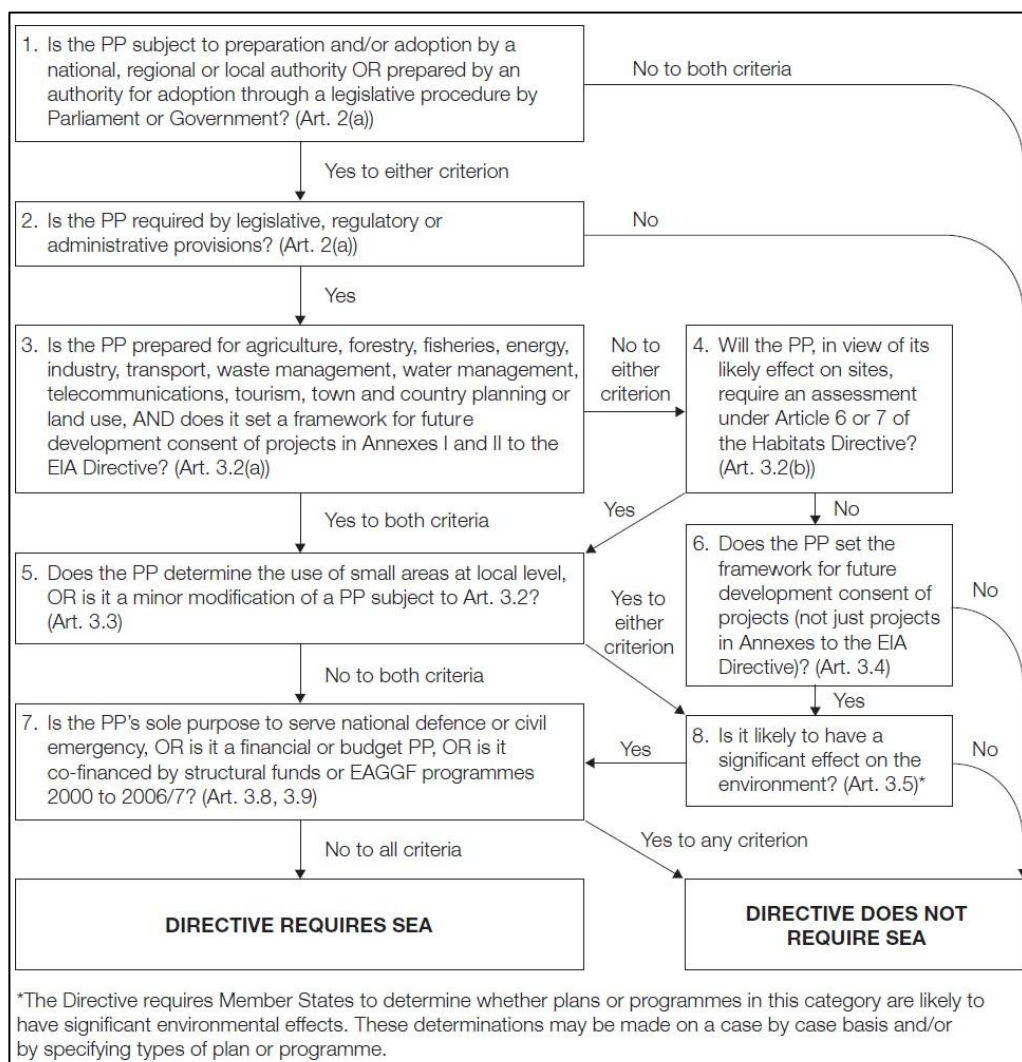 1. Is the PP subject to preparation and/or adoption by a
national, regional or local authority OR prepared by an
authority for adoption through a legislative procedure by
Parliament or Government? (Art. 2(a))
No to both criteria
Yes to either criterion
2. Is the PP required by legislative, regulatory or
administrative provisions? (Art. 2(a))
No
Yes
3. Is the PP prepared for agriculture, forestry, fisheries, energy,
industry, transport, waste management, water management,
telecommunications, tourism, town and country planning or
land use, AND does it set a framework for future
development consent of projects in Annexes I and II to the
EIA Directive? (Art. 3.2(a))
No to
either
criterion
4. Will the PP, in view of its
likely effect on sites,
require an assessment
under Article 6 or 7 of
the Habitats Directive?
(Art. 3.2(b))
Yes to both criteria
Yes
No
5. Does the PP determine the use of small areas at local level,
OR is it a minor modification of a PP subject to Art. 3.2?
(Art. 3.3)
Yes to
either
criterion
6. Does the PP set the
framework for future
development consent of
projects (not just projects
in Annexes to the EIA
Directive)? (Art. 3.4)
No
No to both criteria
Yes
7. Is the PP's sole purpose to serve national defence or civil
emergency, OR is it a financial or budget PP, OR is it
co-financed by structural funds or EAGGF programmes
2000 to 2006/7? (Art. 3.8, 3.9)
Yes
8. Is it likely to have a
significant effect on the
environment? (Art. 3.5)*
No
No to all criteria
Yes to any criterion
DIRECTIVE REQUIRES SEA
DIRECTIVE DOES NOT
REQUIRE SEA
*The Directive requires Member States to determine whether plans or programmes in this category are likely to
have significant environmental effects. These determinations may be made on a case by case basis and/or
by specifying types of plan or programme.